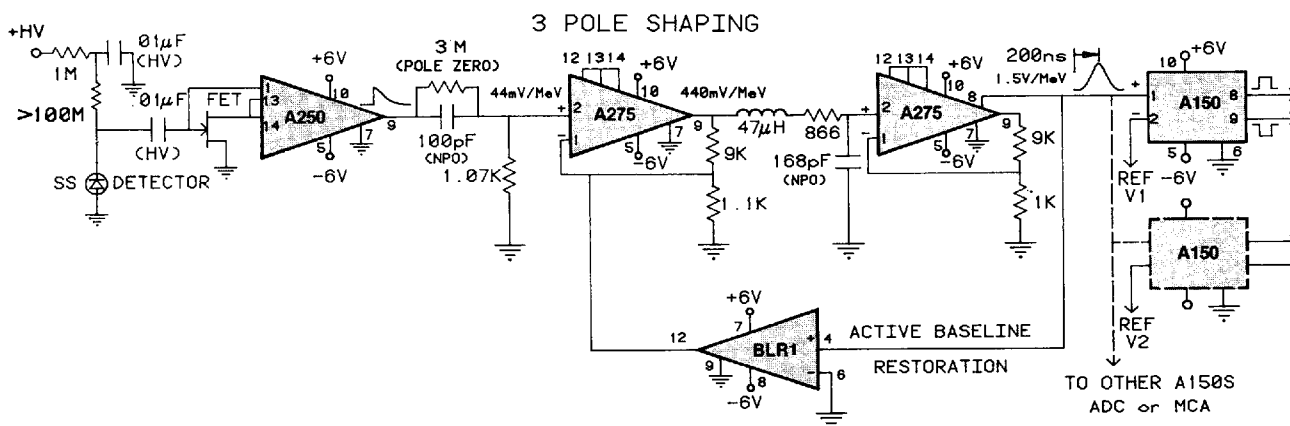 3 POLE SHAPING
+HV
.01µF
(HV)
1M
>100M
.01µF
(HV)
FET
SS DETECTOR
+6V
10
1
13
14
A250
9
7
5
-6V
3M
(POLE ZERO)
100pF
(NPO)
44mV/MeV
1.07K
12 13 14
+6V
10
+
2
-
1
A275
9
7
5
-6V
440mV/MeV
9K
1.1K
47µH
866
168pF
(NPO)
12 13 14
+6V
10
8
+
2
-
1
A275
9
7
5
-6V
9K
1K
200ns
1.5V/MeV
+6V
10
+
1
-
2
A150
8
9
5
6
-6V
REF
V1
A150
REF
V2
TO OTHER A150S
ADC or MCA
+6V
7
12
BLR1
+
4
-
6
9
8
-6V
ACTIVE BASELINE
RESTORATION